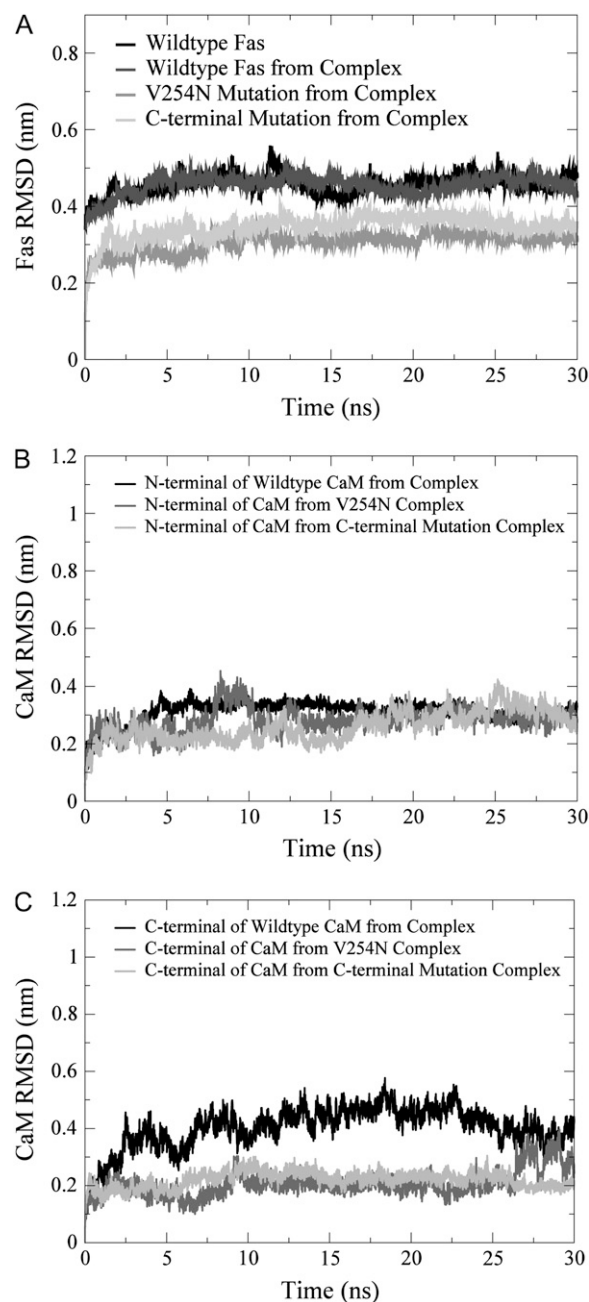 A
Wildtype Fas
Wildtype Fas from Complex
V254N Mutation from Complex
C-terminal Mutation from Complex
Fas RMSD (nm)
0.8
0.6
0.4
0.2
0
0 5 10 15 20 25 30
Time (ns)
B
N-terminal of Wildtype CaM from Complex
N-terminal of CaM from V254N Complex
N-terminal of CaM from C-terminal Mutation Complex
CaM RMSD (nm)
1.2
1
0.8
0.6
0.4
0.2
0
0 5 10 15 20 25 30
Time (ns)
C
C-terminal of Wildtype CaM from Complex
C-terminal of CaM from V254N Complex
C-terminal of CaM from C-terminal Mutation Complex
CaM RMSD (nm)
1.2
1
0.8
0.6
0.4
0.2
0
0 5 10 15 20 25 30
Time (ns)